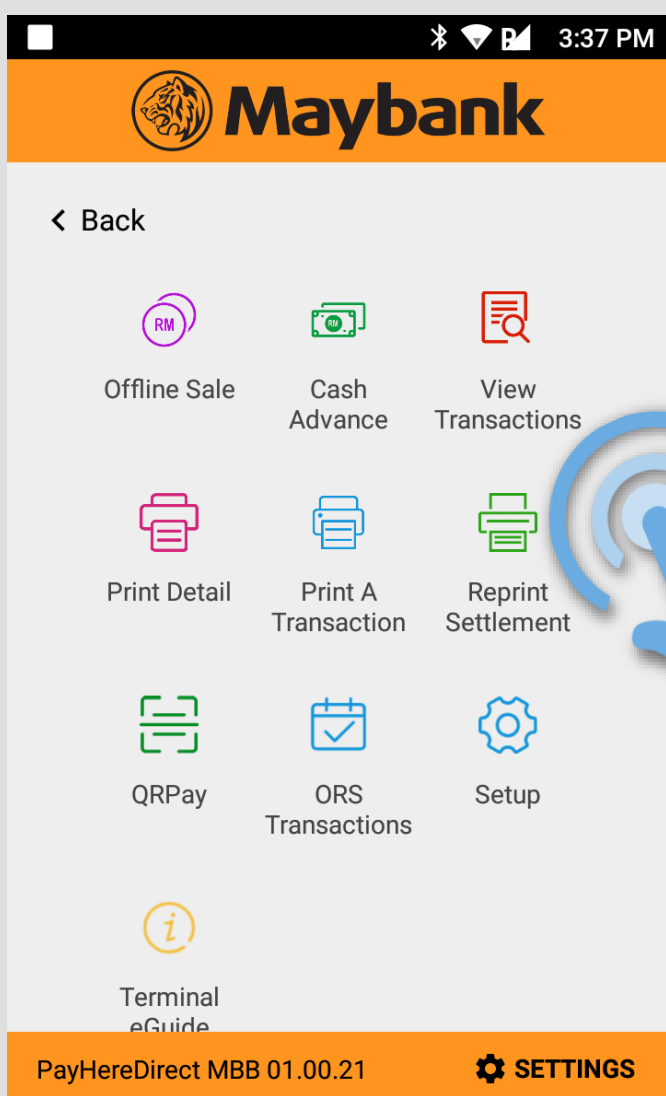 3:37 PM
Maybank
Back
RM
RM
Offline Sale
Cash
Advance
View
Transactions
Print Detail
Print A
Transaction
Reprint
Settlement
QRPay
ORS
Transactions
Setup
i
Terminal
eGuide
PayHereDirect MBB 01.00.21
SETTINGS